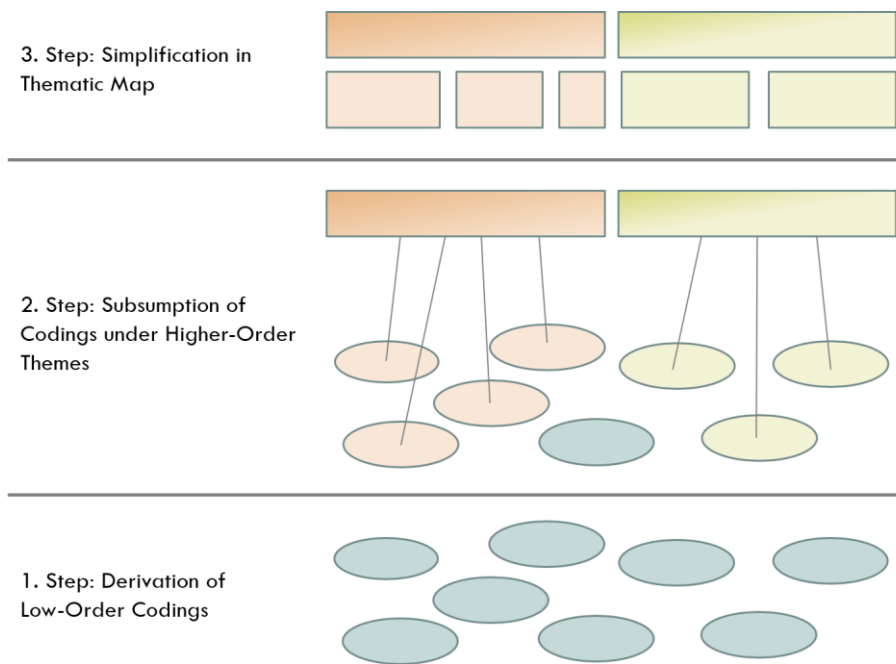 3. Step: Simplification in
Thematic Map
2. Step: Subsumption of
Codings under Higher-Order
Themes
1. Step: Derivation of
Low-Order Codings